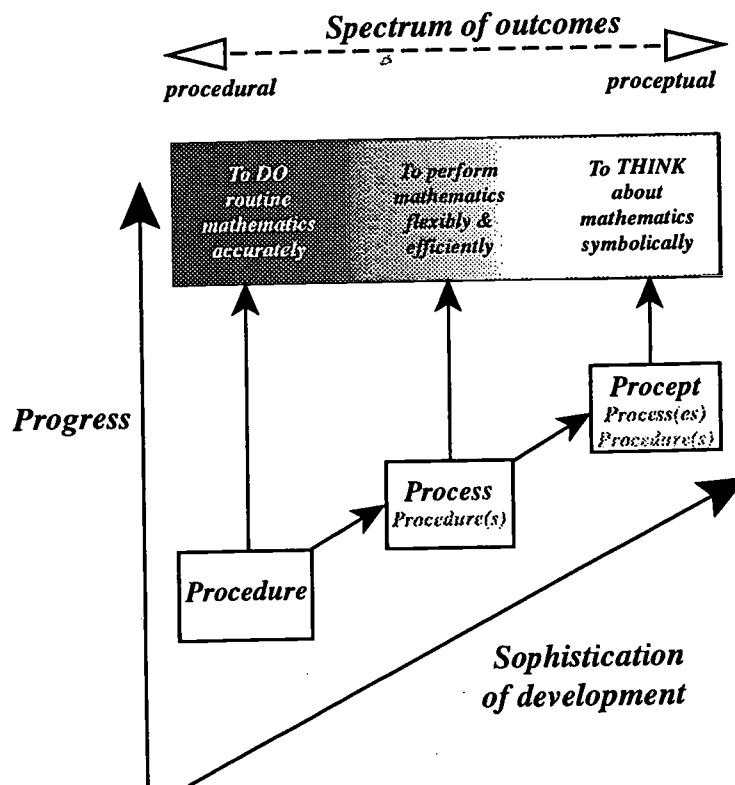 Spectrum of outcomes
procedural
proceptual
To DO
routine
mathematics
accurately
To perform
mathematics
flexibly &
efficiently
To THINK
about
mathematics
symbolically
Progress
Procept
Process(es)
Procedure(s)
Process
Procedure(s)
Procedure
Sophistication
of development